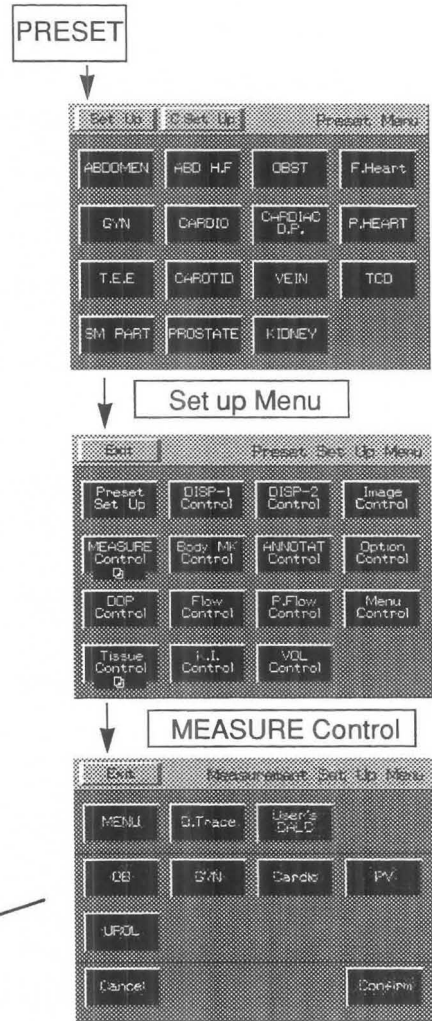 PRESET
Set Up C.Set Up Preset Menu
ABDOMEN ABD H.F OBST F.Heart
GYN CARDIO CARDIAC D.P. P.HEART
T.E.E CAROTID VEIN TCD
SM PART PROSTATE KIDNEY
Set up Menu
Exit Preset Set Up Menu
Preset Set Up DISP-1 Control DISP-2 Control Image Control
MEASURE Control Body MK Control ANNOTAT Control Option Control
DOP Control Flow Control P.Flow Control Menu Control
Tissue Control Control VOL Control
MEASURE Control
Exit Measurement Set Up Menu
MENU D.Trace User's CALC
OB GYN Cardio PV
UROL
Cancel Confirm